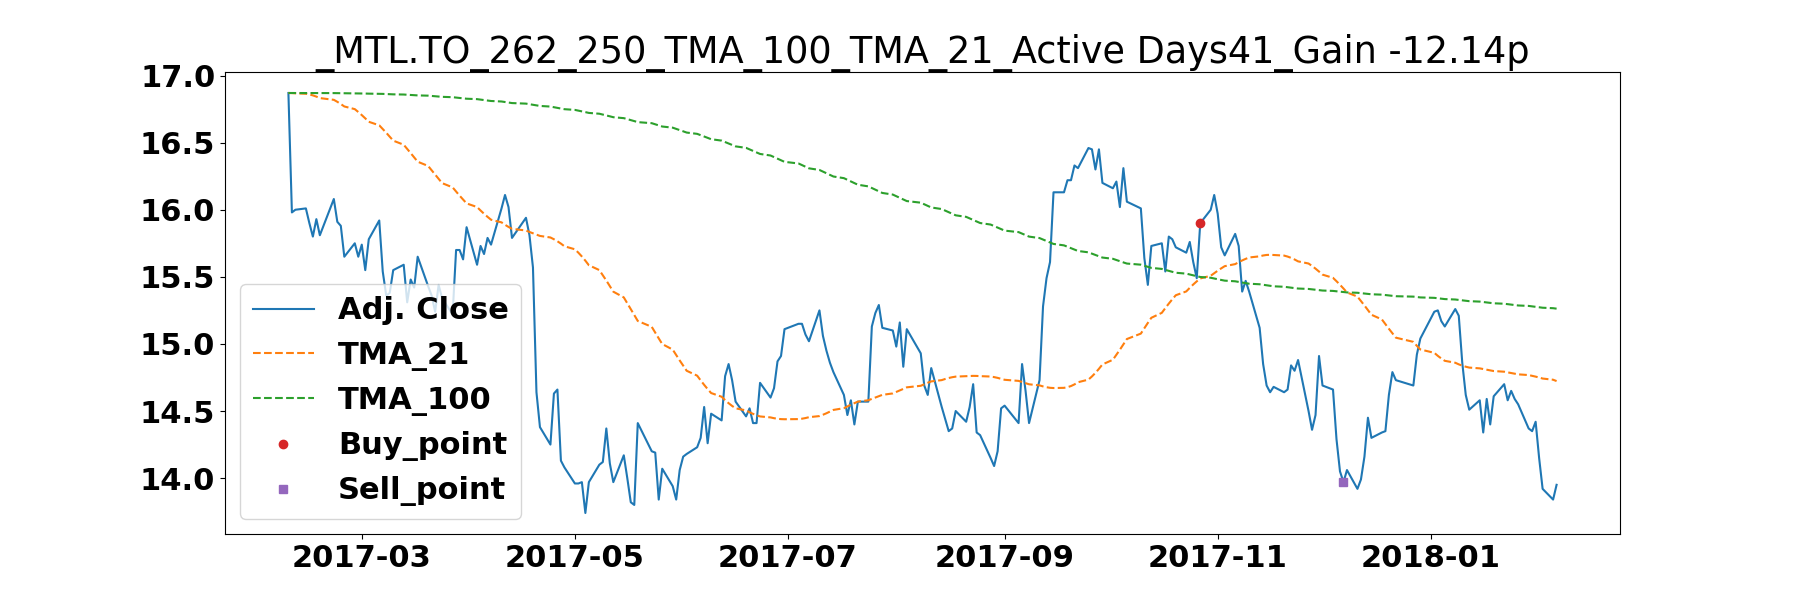 _MTL.TO_262_250_TMA_100_TMA_21_Active Days41_Gain -12.14p
17.0
16.5
16.0
15.5
15.0
14.5
14.0
Adj. Close
TMA_21
TMA_100
Buy_point
Sell_point
2017-03 2017-05 2017-07 2017-09 2017-11 2018-01